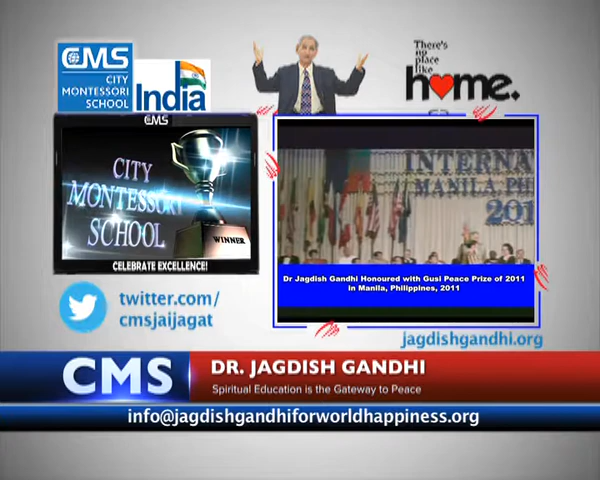 CMS
CITY
MONTESSORI
SCHOOL
India
There's
no
place
like
home.
CMS
CITY
MONTESSORI
SCHOOL
WINNER
CELEBRATE EXCELLENCE!
INTERNA
MANILA, PH
201
Dr Jagdish Gandhi Honoured with Gusi Peace Prize of 2011
in Manila, Philippines, 2011
twitter.com/
cmsjaijagat
jagdishgandhi.org
CMS
DR. JAGDISH GANDHI
Spiritual Education is the Gateway to Peace
info@jagdishgandhiforworldhappiness.org